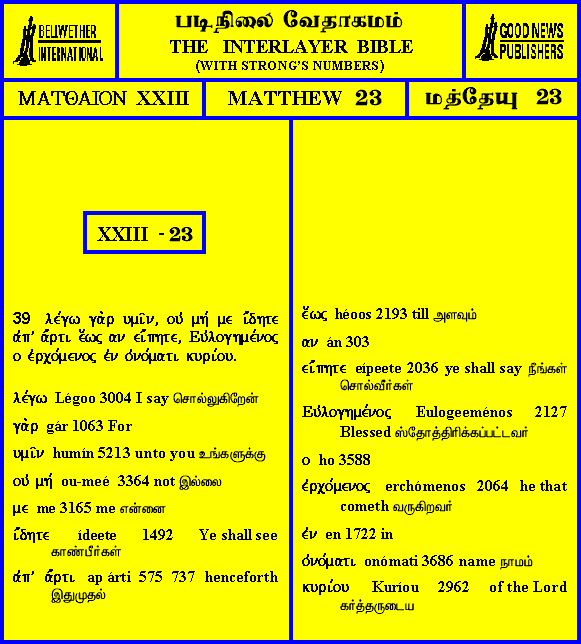 BELLWETHER
INTERNATIONAL
படிநிலை வேதாகமம்
THE INTERLAYER BIBLE
(WITH STRONG'S NUMBERS)
GOOD NEWS
PUBLISHERS
ΜΑΤΘΑΙΟΝ XXIII
MATTHEW 23
மத்தேயு 23
XXIII - 23
39 λέγω γὰρ υμῖν, οὐ μή με ἴδητε
ἀπ' ἄρτι ἕως αν εἴπητε, Εὐλογημένος
ο ἐρχόμενος ἐν ὀνόματι κυρίου.
λέγω Légoo 3004 I say சொல்லுகிறேன்
γὰρ gár 1063 For
υμῖν humín 5213 unto you உங்களுக்கு
οὐ μή ou-meé 3364 not இல்லை
με me 3165 me என்னை
ἴδητε ídeete 1492 Ye shall see
காண்பீர்கள்
ἀπ' ἄρτι ap árti 575 737 henceforth
இதுமுதல்
ἕως héoos 2193 till அளவும்
αν án 303
εἴπητε eípeete 2036 ye shall say நீங்கள்
சொல்வீர்கள்
Εὐλογημένος Eulogeeménos 2127
Blessed ஸ்தோத்திரிக்கப்பட்டவர்
ο ho 3588
ἐρχόμενος erchómenos 2064 he that
cometh வருகிறவர்
ἐν en 1722 in
ὀνόματι onómati 3686 name நாமம்
κυρίου Kuríou 2962 of the Lord
கர்த்தருடைய